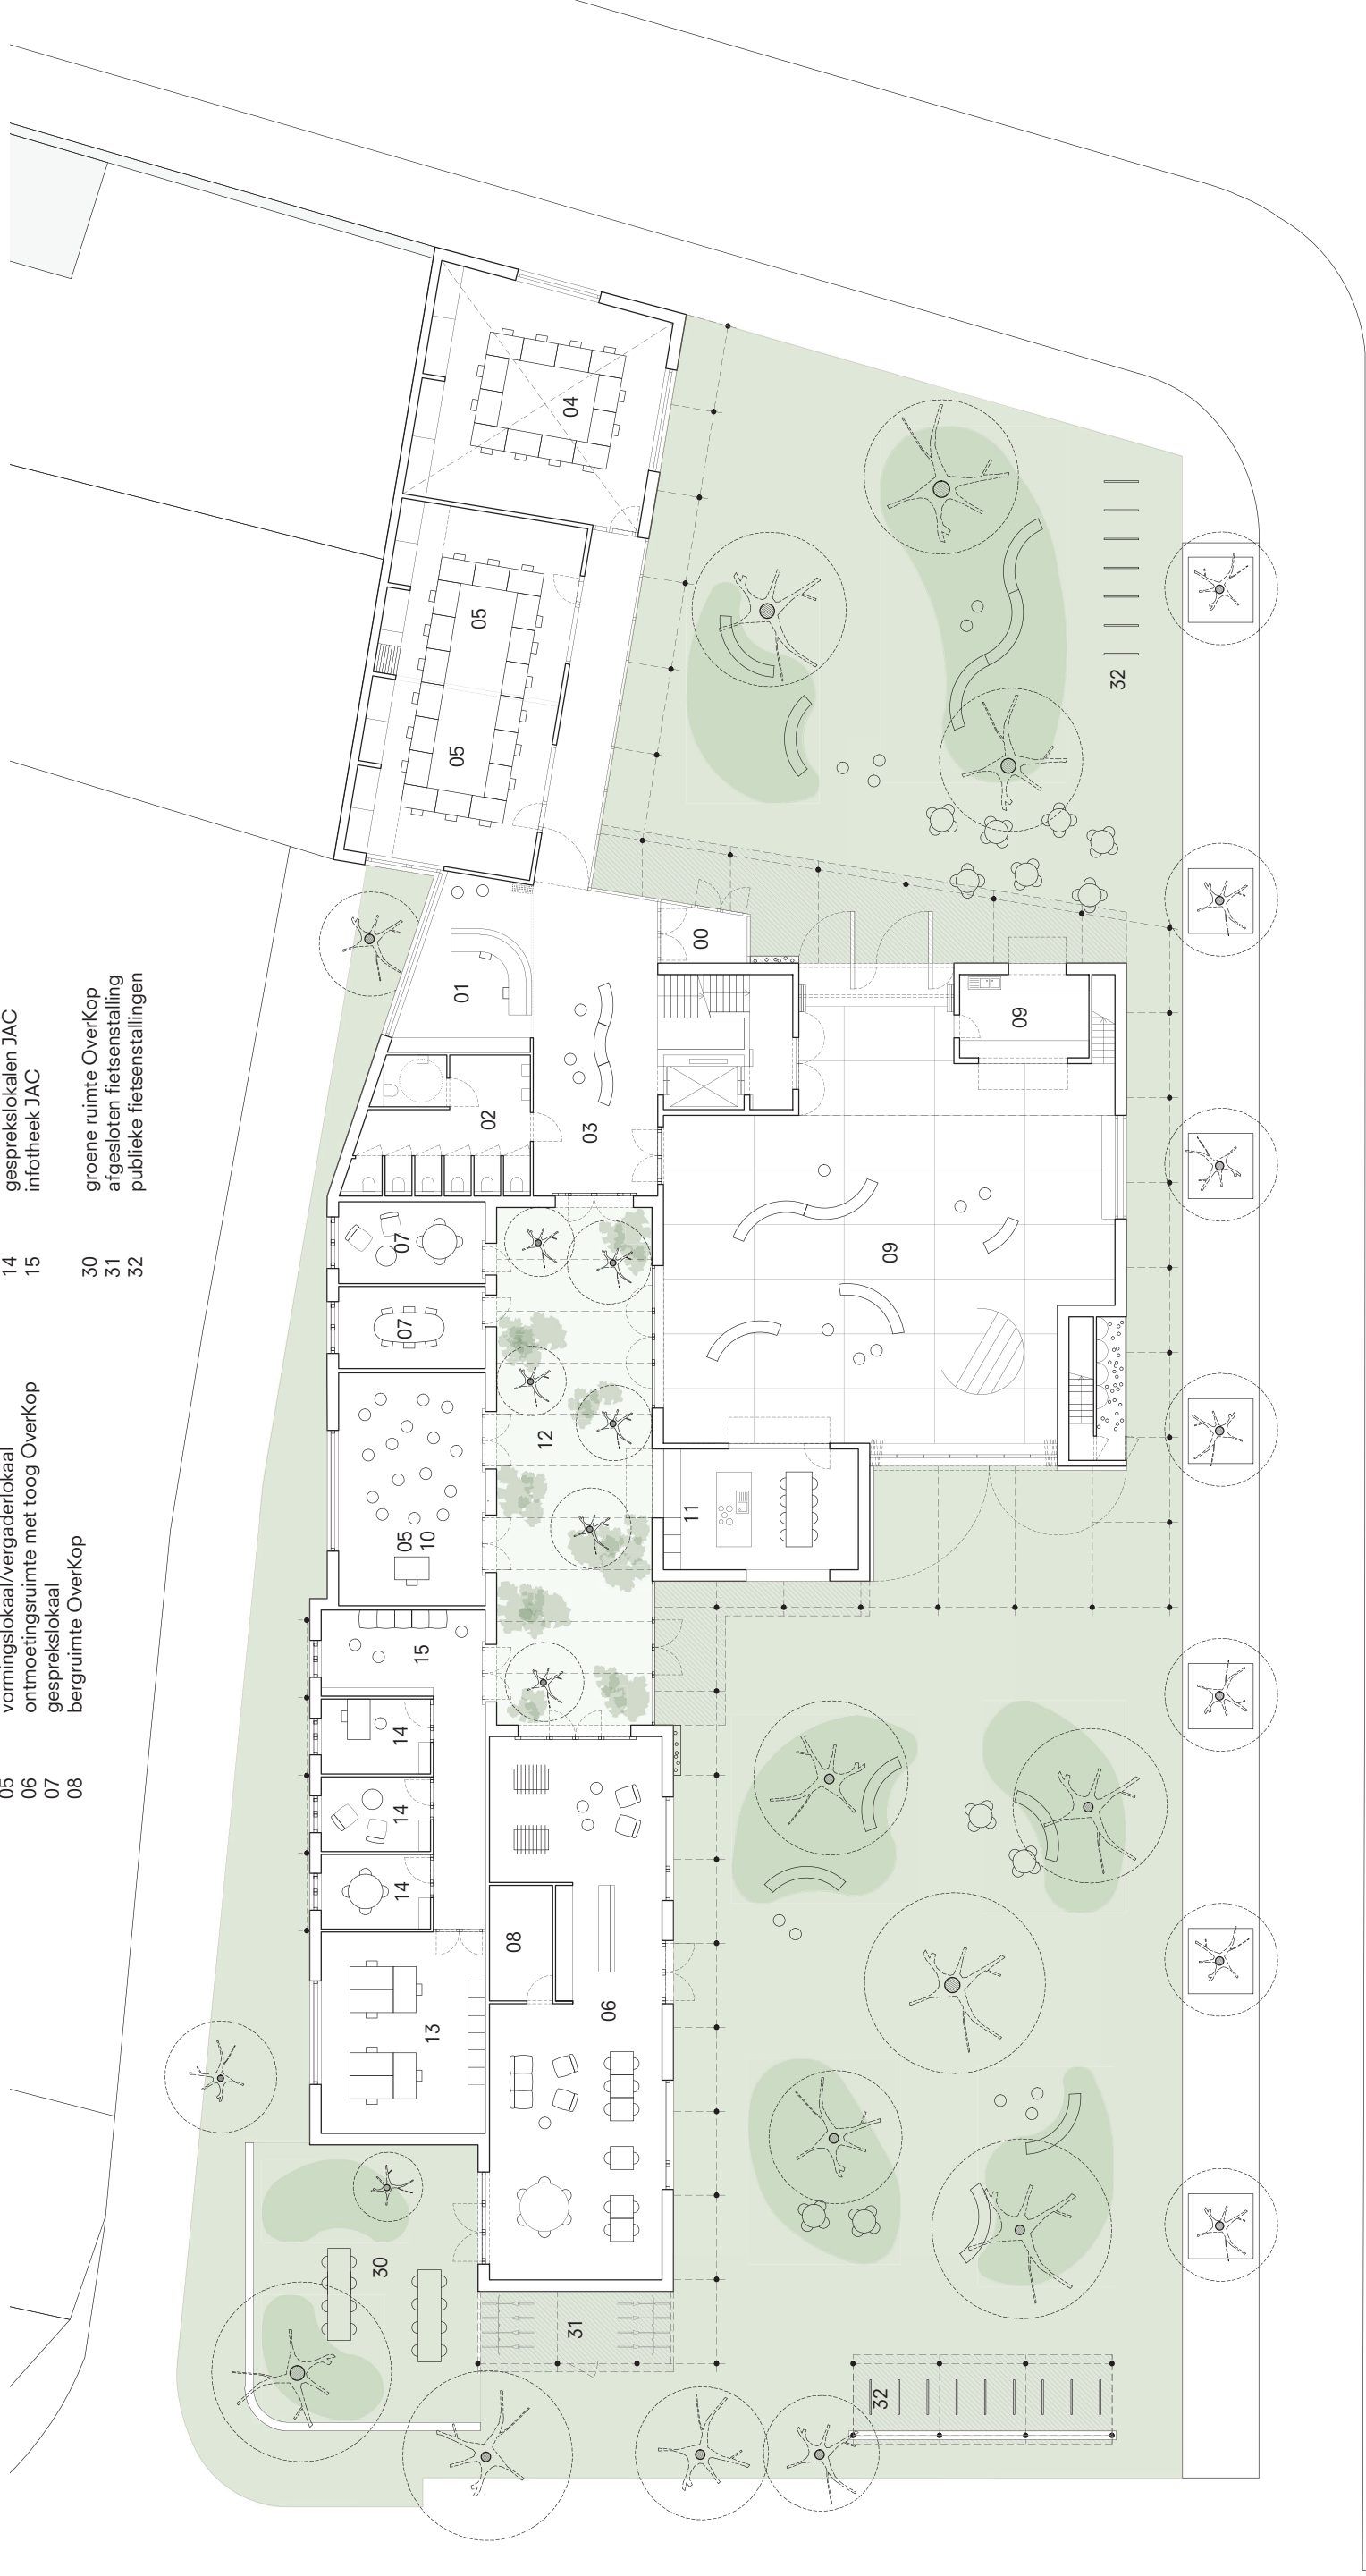 05 vormingslokaal/vergaderlokaal
06 ontmoetingsruimte met toog OverKop
07 gesprekslokaal
08 bergruimte OverKop
14 gesprekslokalen JAC
15 infotheek JAC
30 groene ruimte OverKop
31 afgesloten fietsenstalling
32 publieke fietsenstallingen
04
05
05
32
01
00
02
03
09
07
07
09
12
05
10
11
15
14
14
14
08
13
06
30
31
32